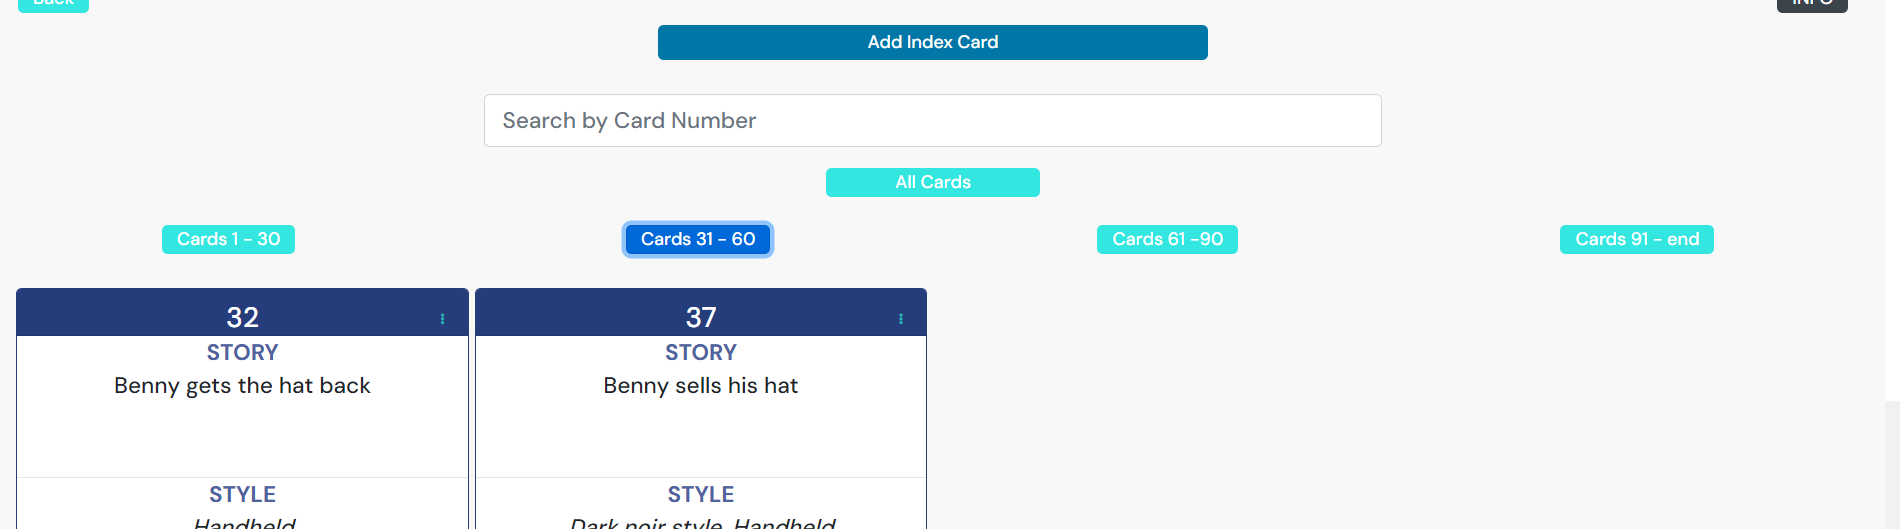 Back
INFO
Add Index Card
Search by Card Number
All Cards
Cards 1 - 30
Cards 31 - 60
Cards 61 -90
Cards 91 - end
32
STORY
Benny gets the hat back
STYLE
Handheld
37
STORY
Benny sells his hat
STYLE
Dark noir style, Handheld